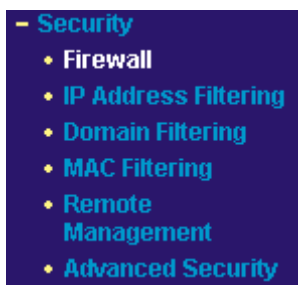 – Security
• Firewall
• IP Address Filtering
• Domain Filtering
• MAC Filtering
• Remote
Management
• Advanced Security